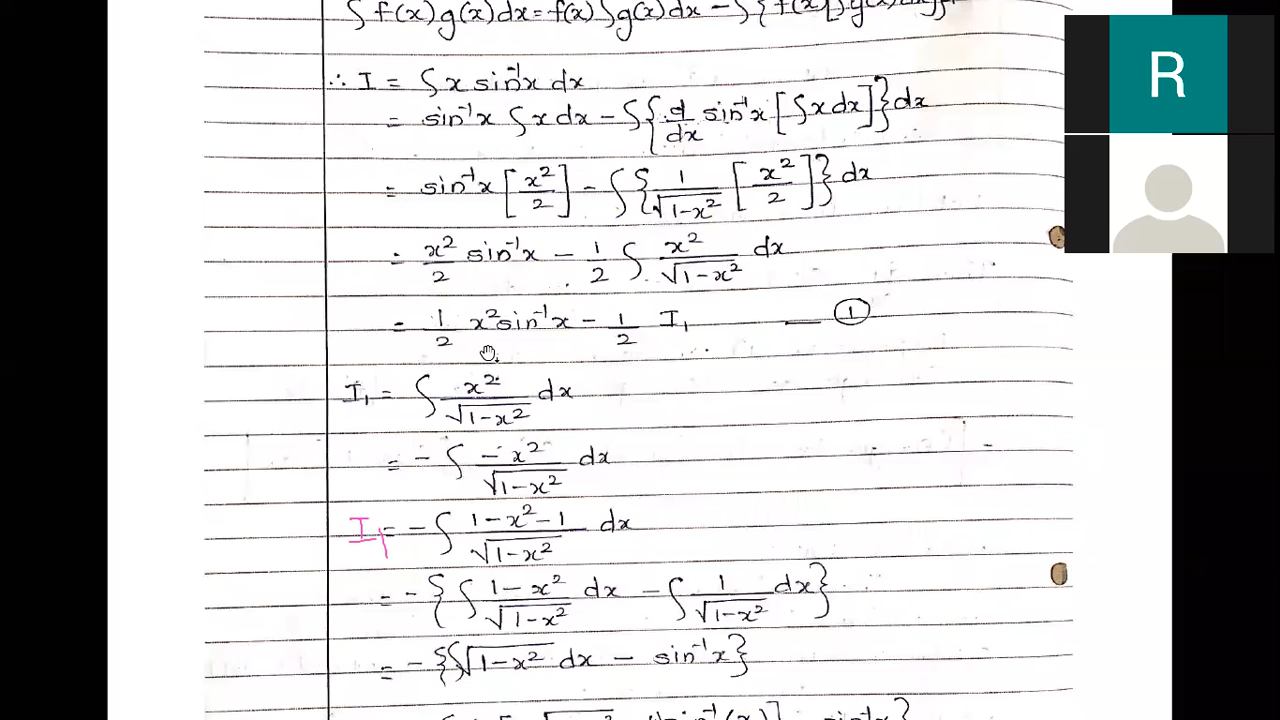 ∫ f(x) g(x) dx = f(x) ∫ g(x) dx - ∫ { f(x) ∫ g(x)
∴ I = ∫ x sin⁻¹x dx
= sin⁻¹x ∫ x dx - ∫ { d/dx sin⁻¹x [ ∫ x dx ] } dx
= sin⁻¹x [ x²/2 ] - ∫ { 1/√(1-x²) [ x²/2 ] } dx
= x²/2 sin⁻¹x - 1/2 ∫ x²/√(1-x²) dx
= 1/2 x² sin⁻¹x - 1/2 I₁ — ①
I₁ = ∫ x²/√(1-x²) dx
= - ∫ -x²/√(1-x²) dx
I₁ = - ∫ (1-x²-1)/√(1-x²) dx
= - { ∫ (1-x²)/√(1-x²) dx - ∫ 1/√(1-x²) dx }
= - { ∫ √(1-x²) dx - sin⁻¹x }
R